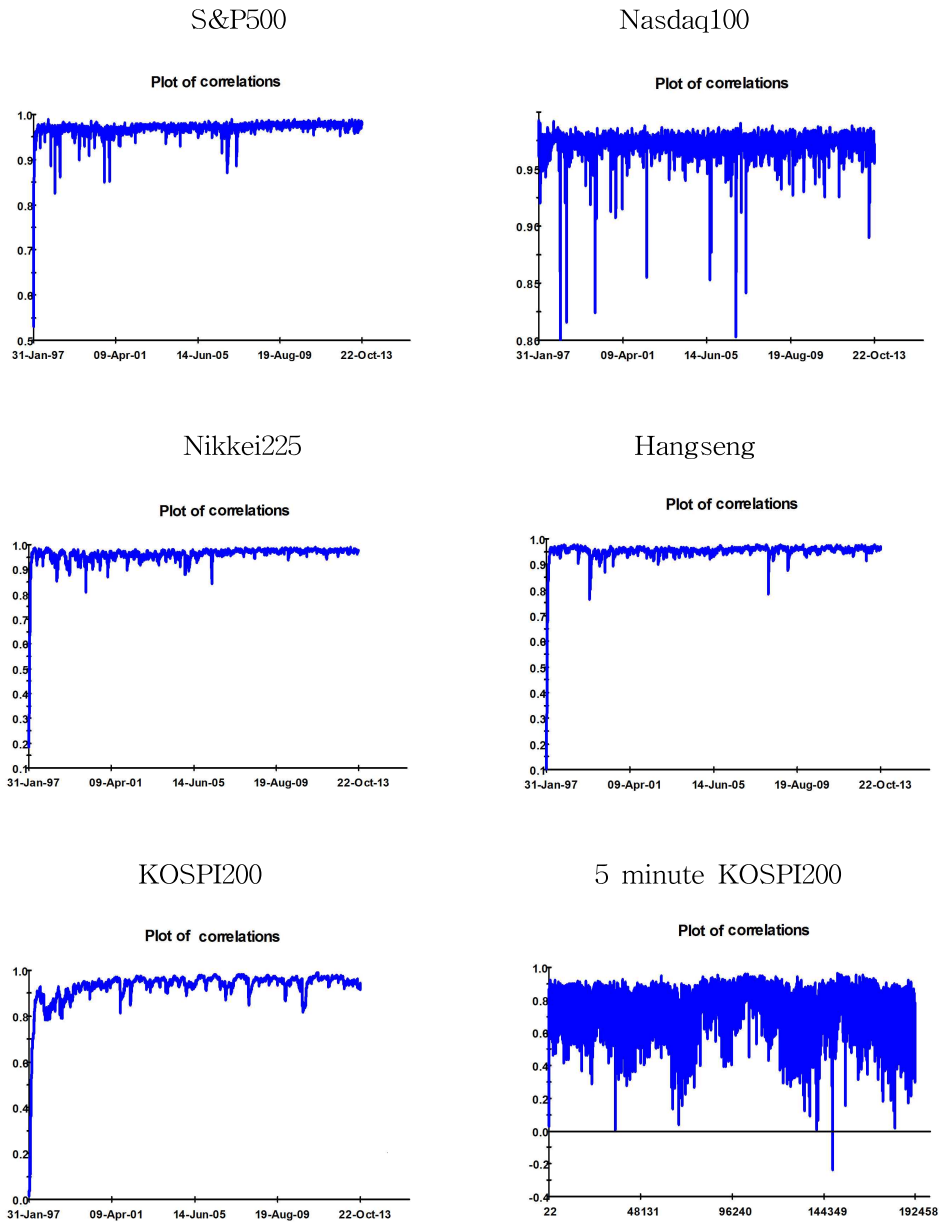 S&P500
Plot of correlations
1.0
0.9
0.8
0.7
0.6
0.5
31-Jan-97 09-Apr-01 14-Jun-05 19-Aug-09 22-Oct-13
Nasdaq100
Plot of correlations
0.95
0.90
0.85
0.80
31-Jan-97 09-Apr-01 14-Jun-05 19-Aug-09 22-Oct-13
Nikkei225
Plot of correlations
1.0
0.9
0.8
0.7
0.6
0.5
0.4
0.3
0.2
0.1
31-Jan-97 09-Apr-01 14-Jun-05 19-Aug-09 22-Oct-13
Hangseng
Plot of correlations
1.0
0.9
0.8
0.7
0.6
0.5
0.4
0.3
0.2
0.1
31-Jan-97 09-Apr-01 14-Jun-05 19-Aug-09 22-Oct-13
KOSPI200
Plot of correlations
1.0
0.8
0.6
0.4
0.2
0.0
31-Jan-97 09-Apr-01 14-Jun-05 19-Aug-09 22-Oct-13
5 minute KOSPI200
Plot of correlations
1.0
0.8
0.6
0.4
0.2
0.0
-0.2
-0.4
22 48131 96240 144349 192458